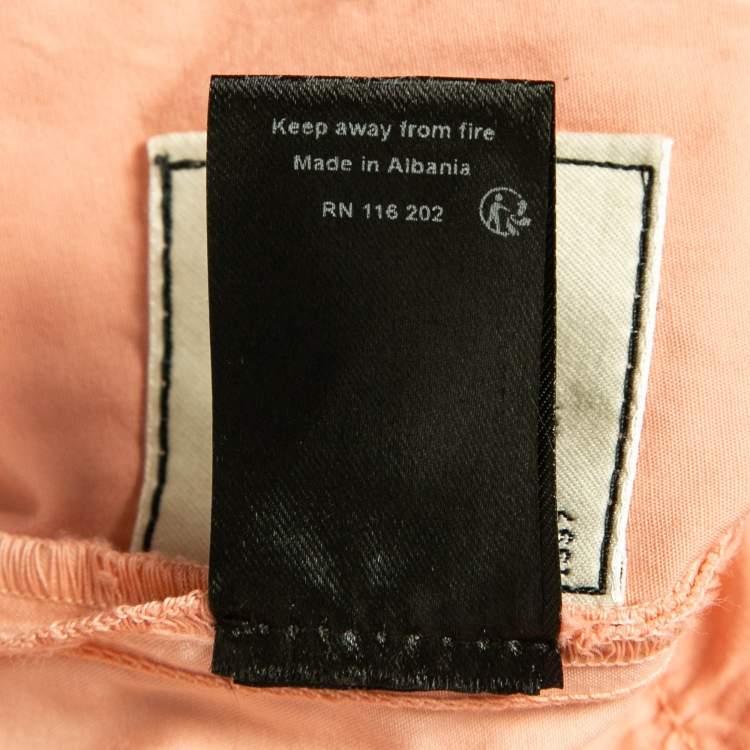 Keep away from fire
Made in Albania
RN 116 202